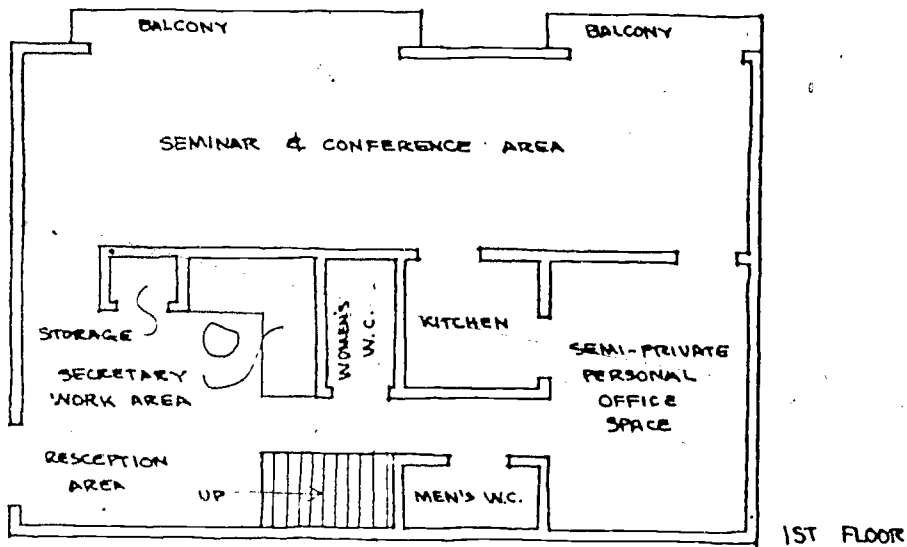 BALCONY
BALCONY
SEMINAR & CONFERENCE AREA
STORAGE
WOMEN'S
W.C.
KITCHEN
SECRETARY
WORK AREA
SEMI-PRIVATE
PERSONAL
OFFICE
SPACE
RESCEPTION
AREA
UP
MEN'S W.C.
1ST FLOOR